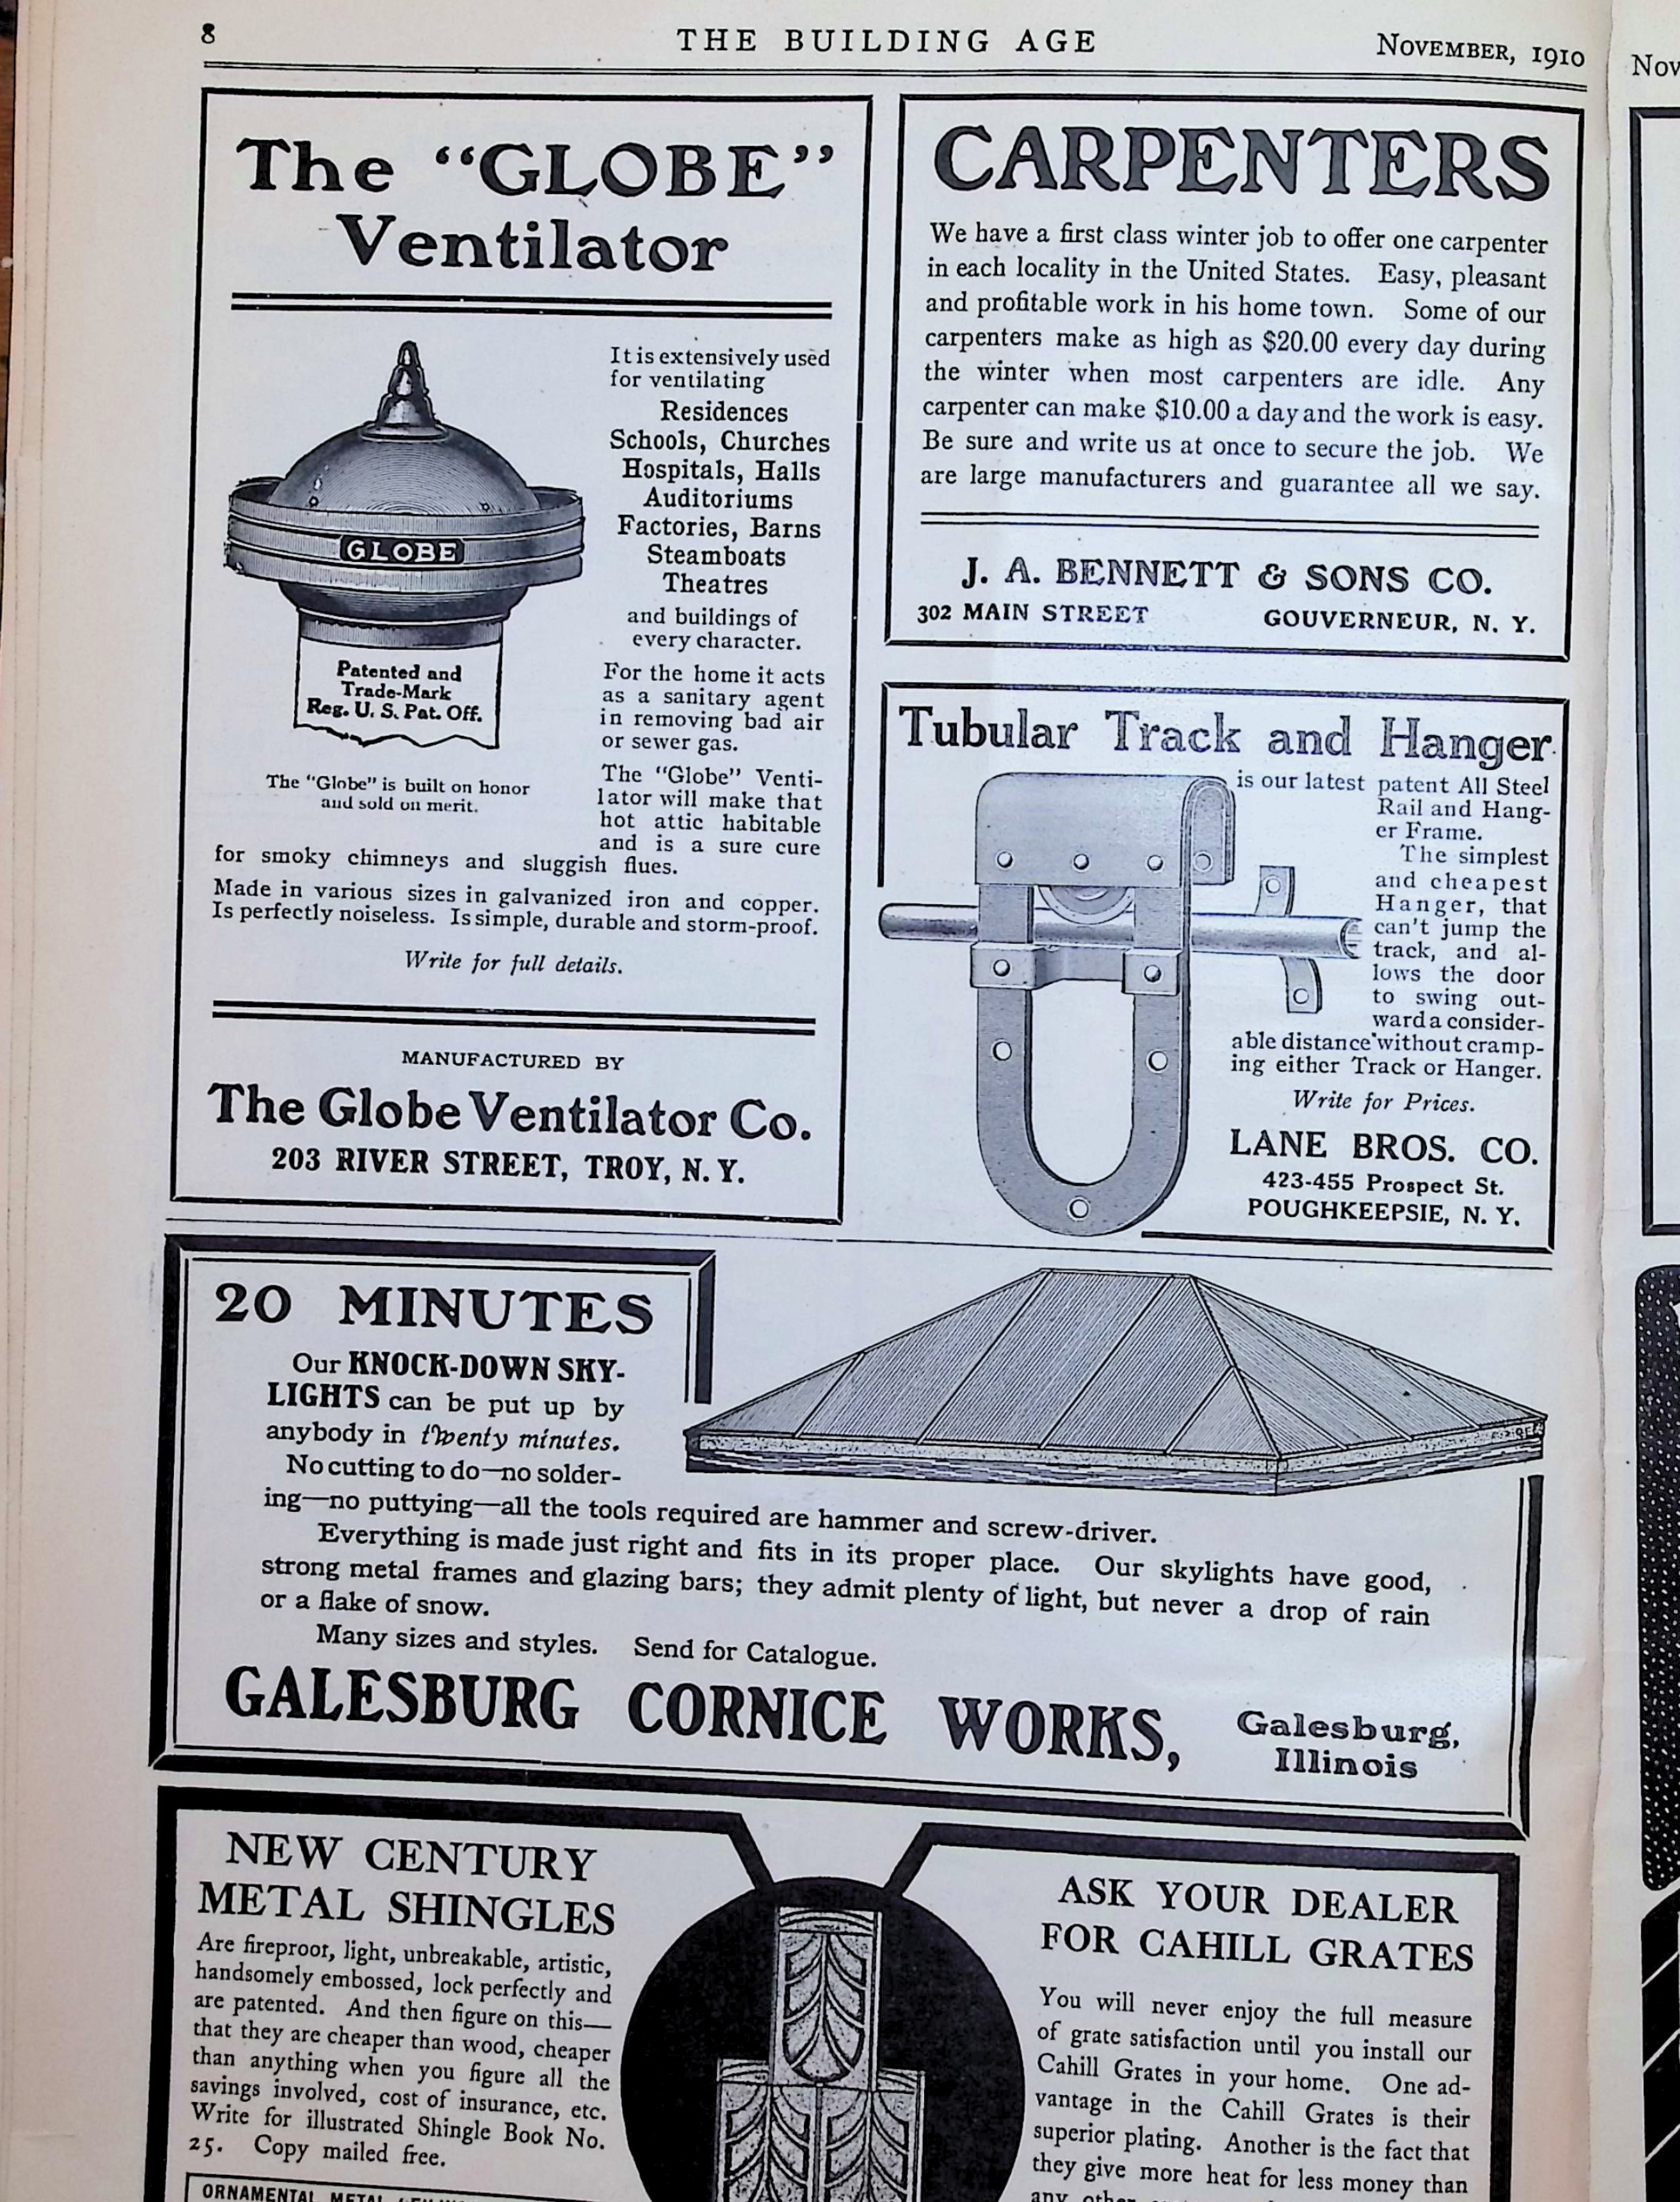 8
THE BUILDING AGE
NOVEMBER, 1910
Nov
The "GLOBE"
Ventilator
It is extensively used
for ventilating
Residences
Schools, Churches
Hospitals, Halls
Auditoriums
Factories, Barns
Steamboats
Theatres
and buildings of
every character.
GLOBE
Patented and
Trade-Mark
Reg. U. S. Pat. Off.
The "Globe" is built on honor
and sold on merit.
For the home it acts
as a sanitary agent
in removing bad air
or sewer gas.
The "Globe" Venti-
lator will make that
hot attic habitable
and is a sure cure
for smoky chimneys and sluggish flues.
Made in various sizes in galvanized iron and copper.
Is perfectly noiseless. Is simple, durable and storm-proof.
Write for full details.
MANUFACTURED BY
The Globe Ventilator Co.
203 RIVER STREET, TROY, N. Y.
CARPENTERS
We have a first class winter job to offer one carpenter
in each locality in the United States. Easy, pleasant
and profitable work in his home town. Some of our
carpenters make as high as $20.00 every day during
the winter when most carpenters are idle. Any
carpenter can make $10.00 a day and the work is easy.
Be sure and write us at once to secure the job. We
are large manufacturers and guarantee all we say.
J. A. BENNETT & SONS CO.
302 MAIN STREET GOUVERNEUR, N. Y.
Tubular Track and Hanger
is our latest patent All Steel
Rail and Hang-
er Frame.
The simplest
and cheapest
Hanger, that
can't jump the
track, and al-
lows the door
to swing out-
ward a consider-
able distance without cramp-
ing either Track or Hanger.
Write for Prices.
LANE BROS. CO.
423-455 Prospect St.
POUGHKEEPSIE, N. Y.
20 MINUTES
Our KNOCK-DOWN SKY-
LIGHTS can be put up by
anybody in twenty minutes.
No cutting to do—no solder-
ing—no puttying—all the tools required are hammer and screw-driver.
Everything is made just right and fits in its proper place. Our skylights have good,
strong metal frames and glazing bars; they admit plenty of light, but never a drop of rain
or a flake of snow.
Many sizes and styles. Send for Catalogue.
GALESBURG CORNICE WORKS, Galesburg,
Illinois
NEW CENTURY
METAL SHINGLES
Are fireproof, light, unbreakable, artistic,
handsomely embossed, lock perfectly and
are patented. And then figure on this—
that they are cheaper than wood, cheaper
than anything when you figure all the
savings involved, cost of insurance, etc.
Write for illustrated Shingle Book No.
25. Copy mailed free.
ORNAMENTAL METAL
ASK YOUR DEALER
FOR CAHILL GRATES
You will never enjoy the full measure
of grate satisfaction until you install our
Cahill Grates in your home. One ad-
vantage in the Cahill Grates is their
superior plating. Another is the fact that
they give more heat for less money than
any other